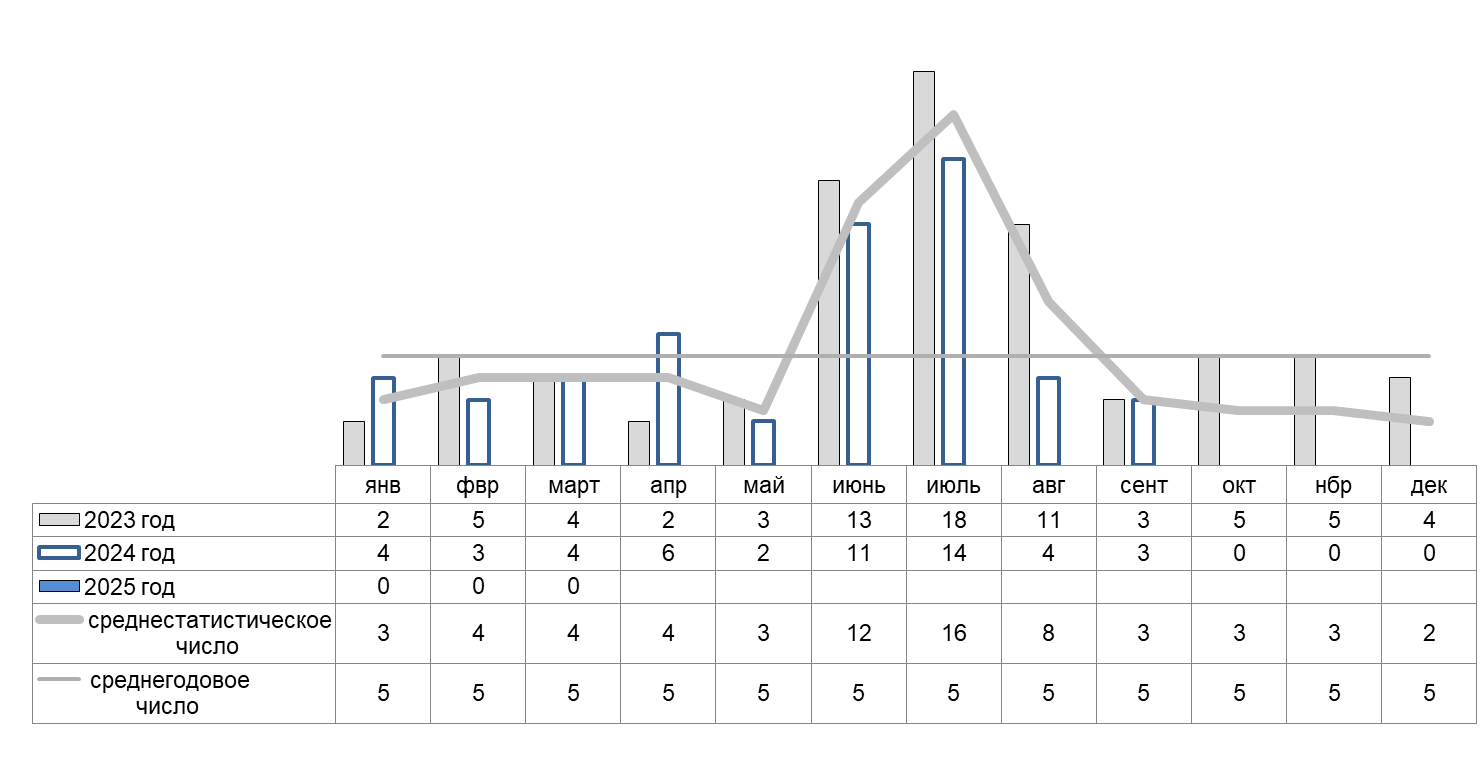 янв фвр март апр май июнь июль авг сент окт нбр дек
2023 год 2 5 4 2 3 13 18 11 3 5 5 4
2024 год 4 3 4 6 2 11 14 4 3 0 0 0
2025 год 0 0 0
среднестатистическое
число 3 4 4 4 3 12 16 8 3 3 3 2
среднегодовое
число 5 5 5 5 5 5 5 5 5 5 5 5